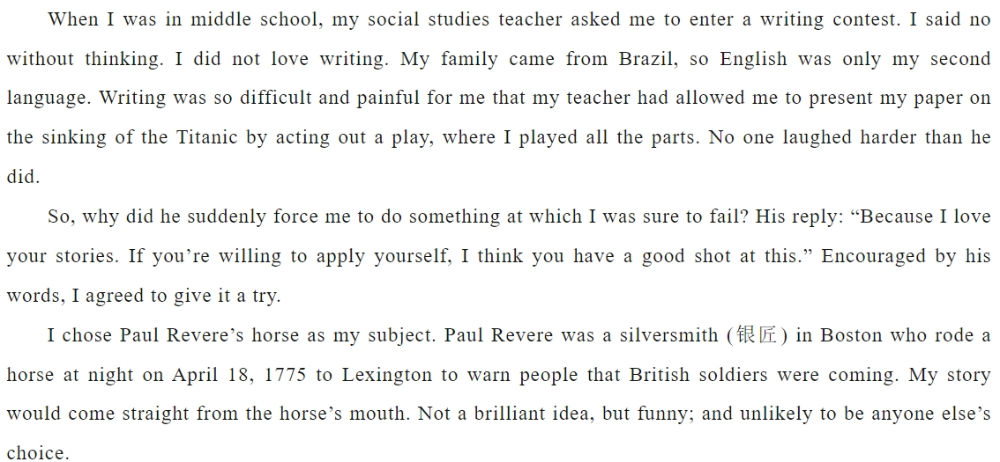 When I was in middle school, my social studies teacher asked me to enter a writing contest. I said no
without thinking. I did not love writing. My family came from Brazil, so English was only my second
language. Writing was so difficult and painful for me that my teacher had allowed me to present my paper on
the sinking of the Titanic by acting out a play, where I played all the parts. No one laughed harder than he
did.
So, why did he suddenly force me to do something at which I was sure to fail? His reply: “Because I love
your stories. If you’re willing to apply yourself, I think you have a good shot at this.” Encouraged by his
words, I agreed to give it a try.
I chose Paul Revere’s horse as my subject. Paul Revere was a silversmith (银匠) in Boston who rode a
horse at night on April 18, 1775 to Lexington to warn people that British soldiers were coming. My story
would come straight from the horse’s mouth. Not a brilliant idea, but funny; and unlikely to be anyone else’s
choice.